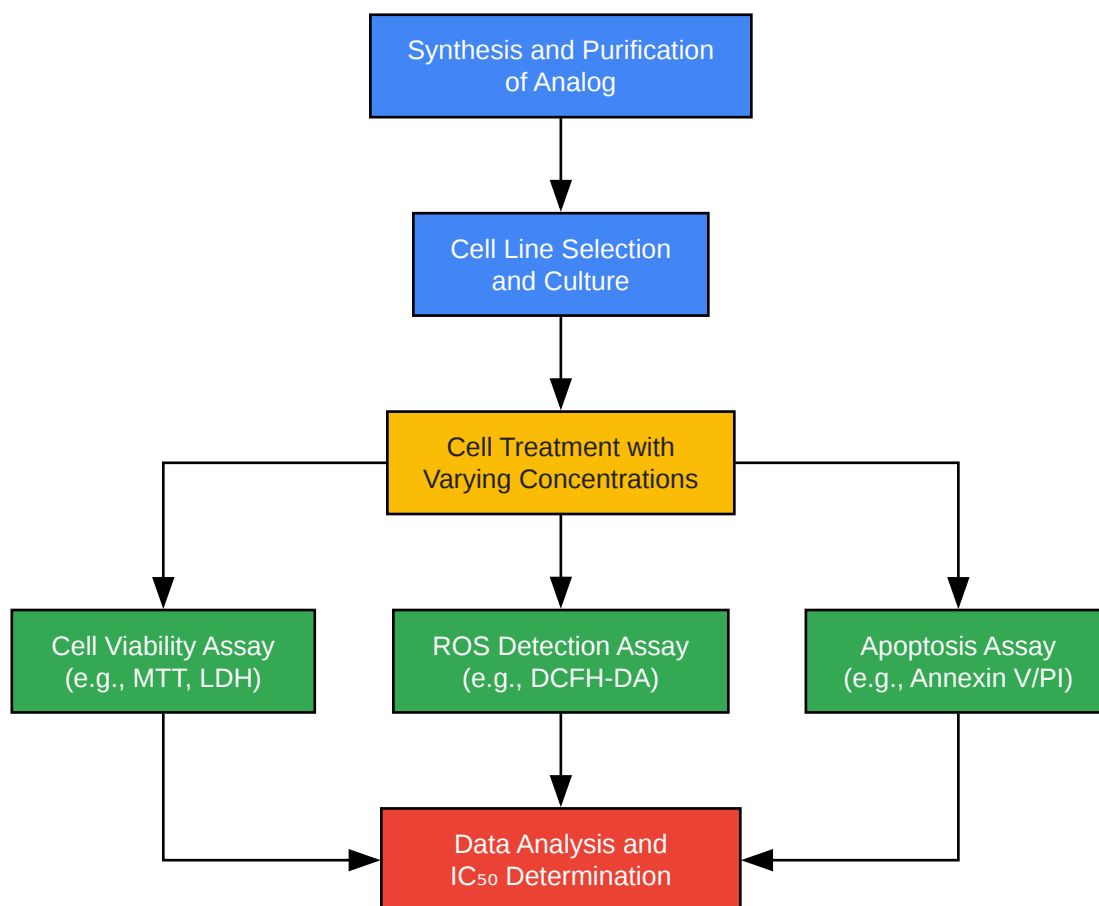 Synthesis and Purification
of Analog
Cell Line Selection
and Culture
Cell Treatment with
Varying Concentrations
Cell Viability Assay
(e.g., MTT, LDH)
ROS Detection Assay
(e.g., DCFH-DA)
Apoptosis Assay
(e.g., Annexin V/PI)
Data Analysis and
IC₅₀ Determination